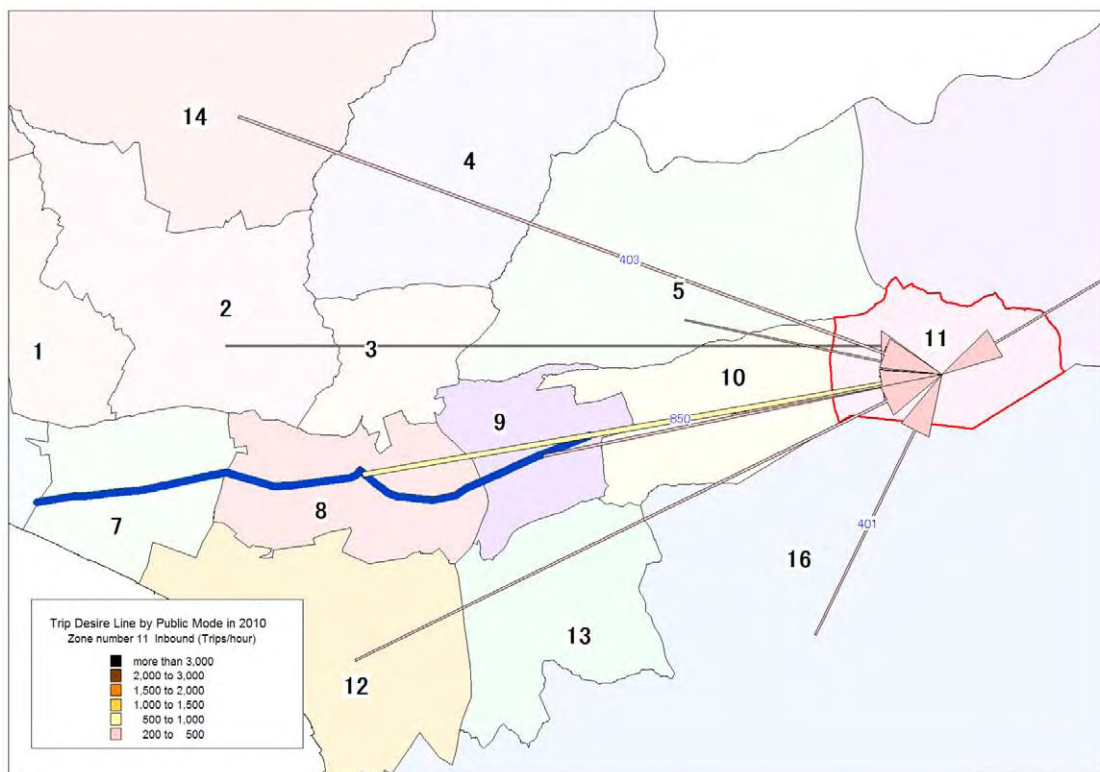 14
4
403
5
2
11
1
3
10
9
850
8
7
401
16
13
12
Trip Desire Line by Public Mode in 2010
Zone number 11 Inbound (Trips/hour)
more than 3,000
2,000 to 3,000
1.500 to 2,000
1.000 to 1,500
500 to 1,000
200 to 500